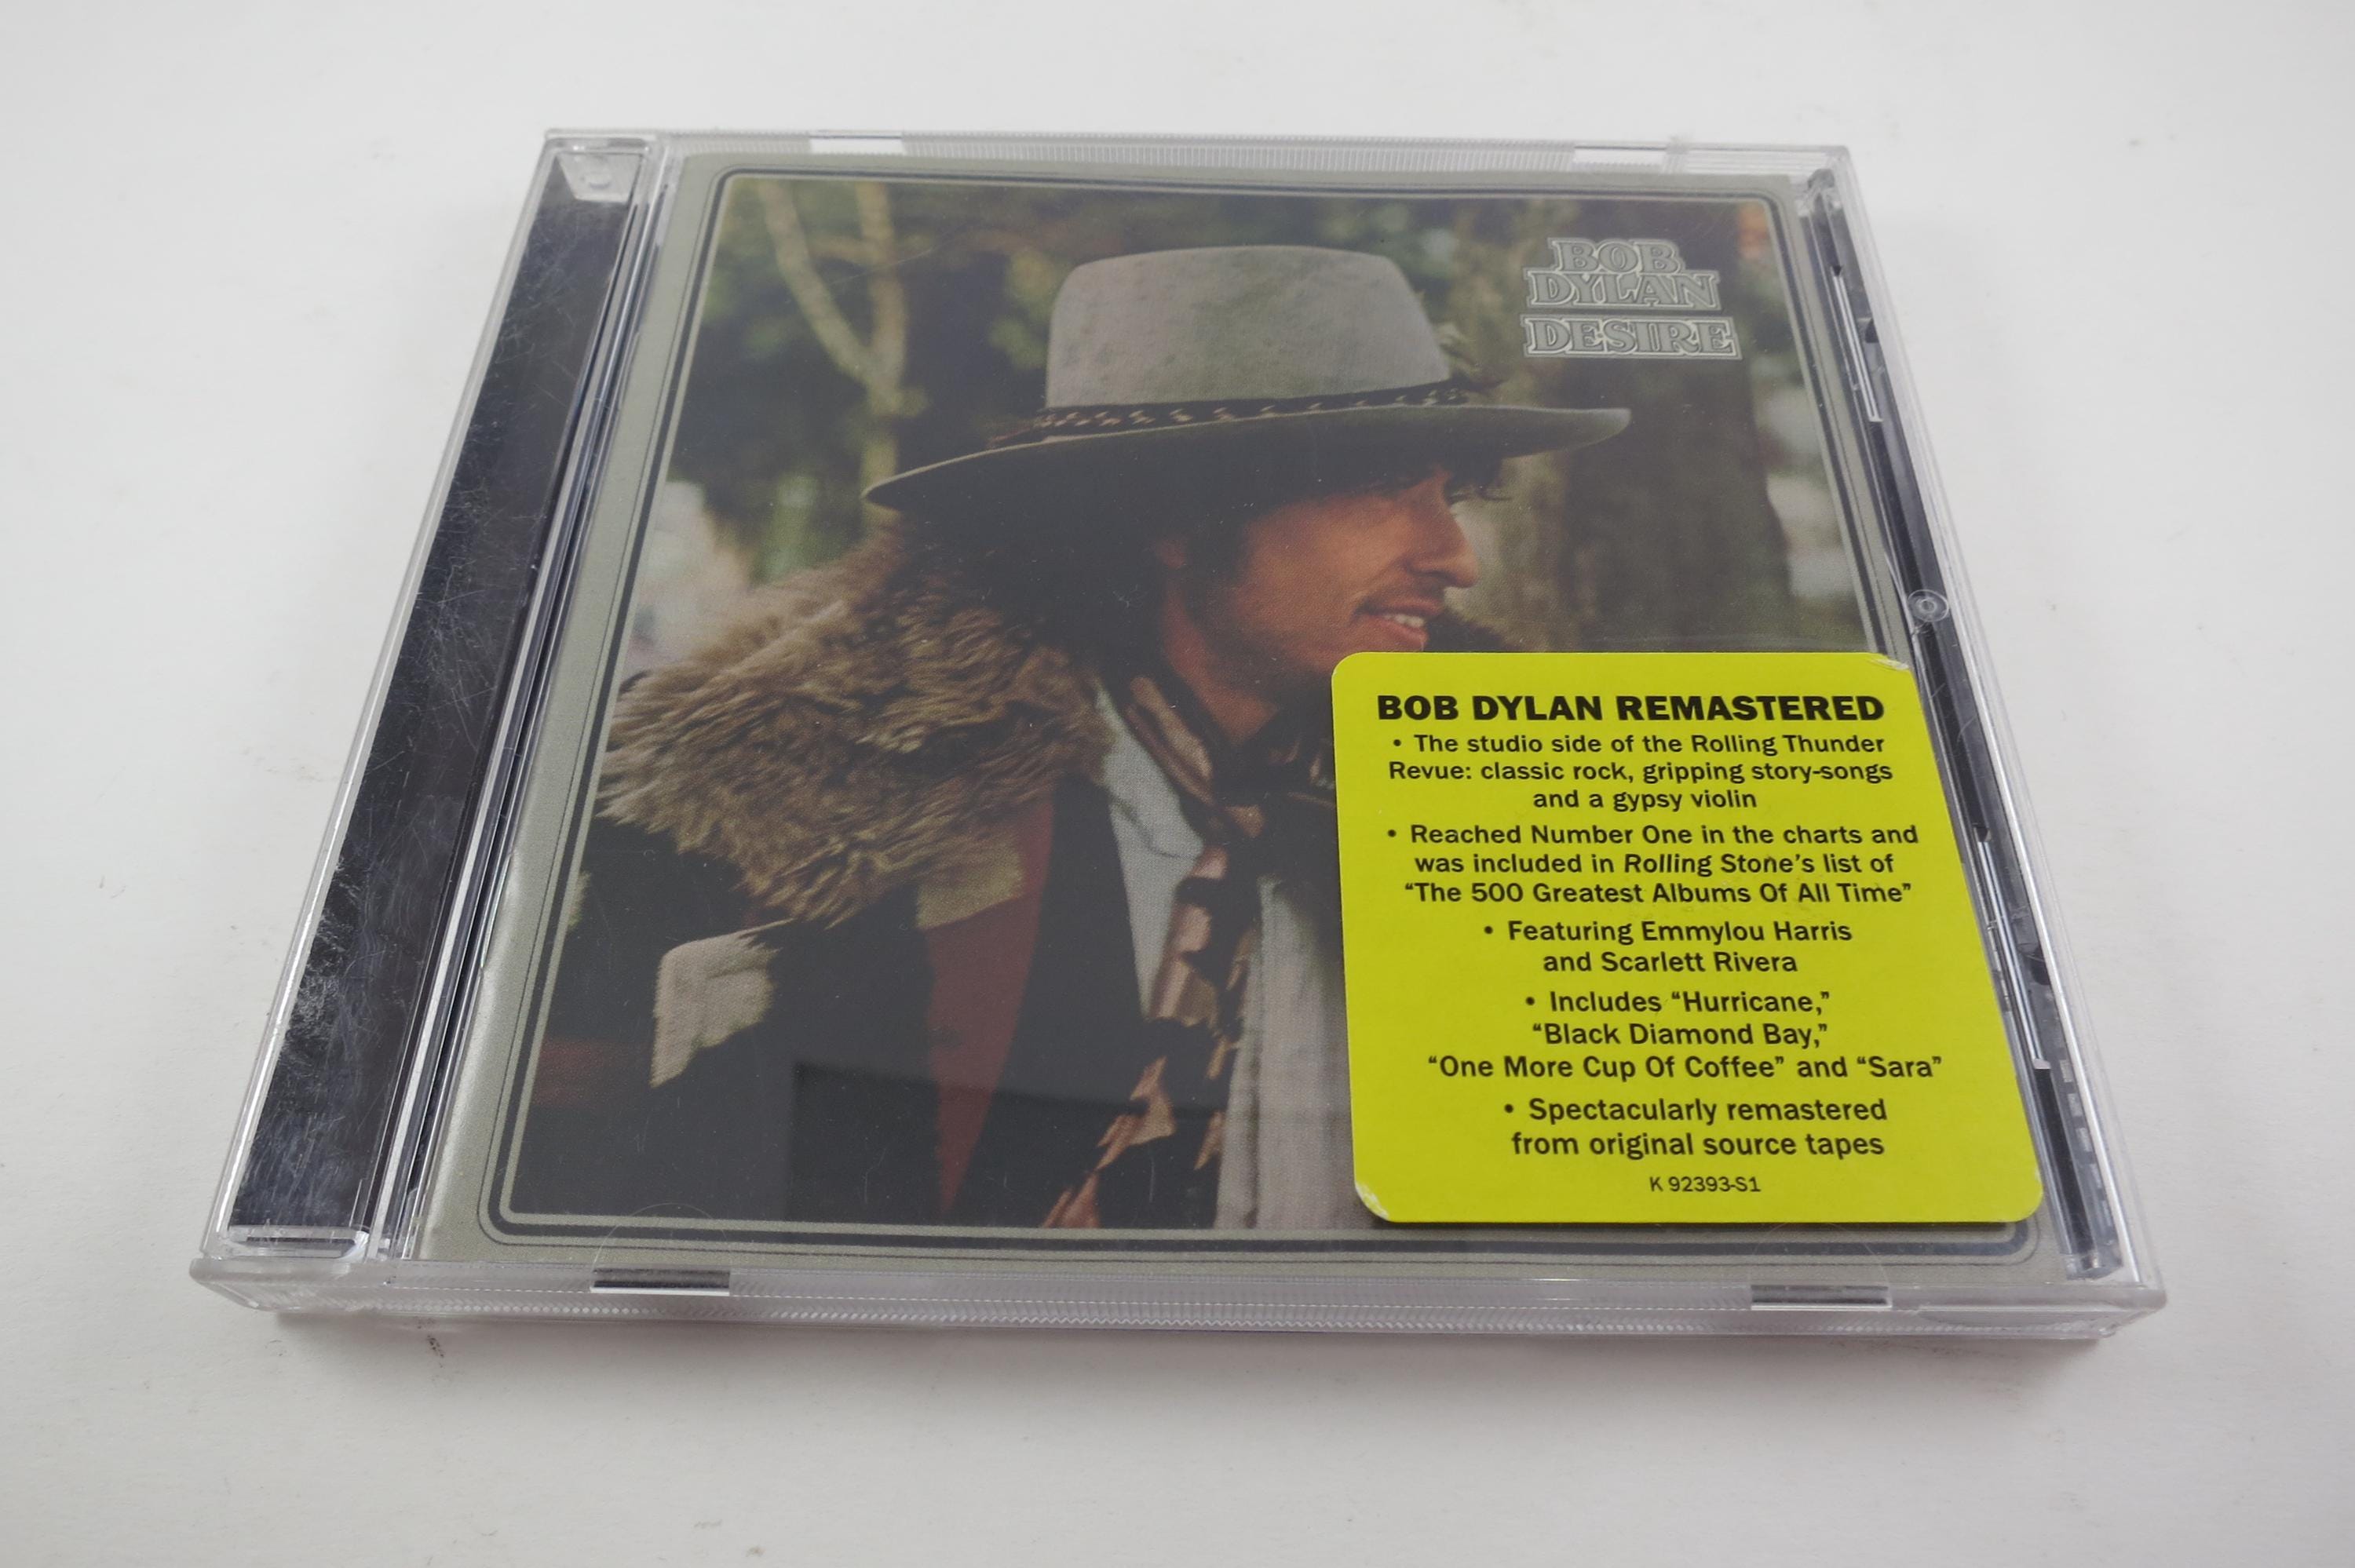 BOB
DYLAN
DESIRE
BOB DYLAN REMASTERED
• The studio side of the Rolling Thunder
Revue: classic rock, gripping story-songs
and a gypsy violin
• Reached Number One in the charts and
was included in Rolling Stone's list of
“The 500 Greatest Albums Of All Time”
• Featuring Emmylou Harris
and Scarlett Rivera
• Includes “Hurricane,”
“Black Diamond Bay,”
“One More Cup Of Coffee” and “Sara”
• Spectacularly remastered
from original source tapes
K 92393-S1